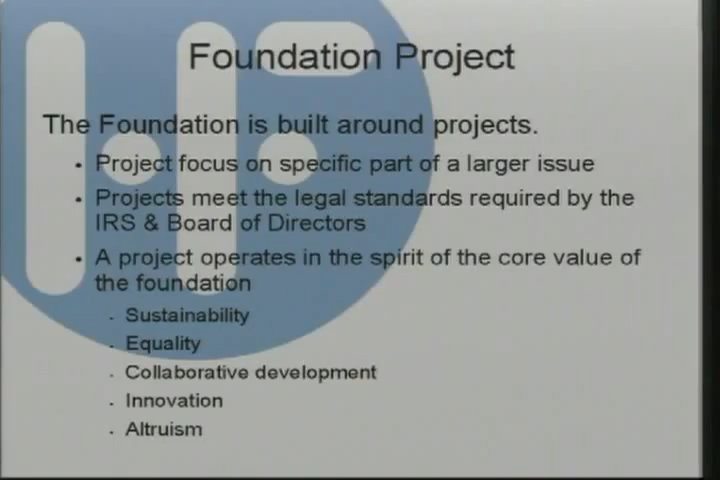 Foundation Project
The Foundation is built around projects.
• Project focus on specific part of a larger issue
• Projects meet the legal standards required by the
IRS & Board of Directors
• A project operates in the spirit of the core value of
the foundation
• Sustainability
• Equality
• Collaborative development
• Innovation
• Altruism